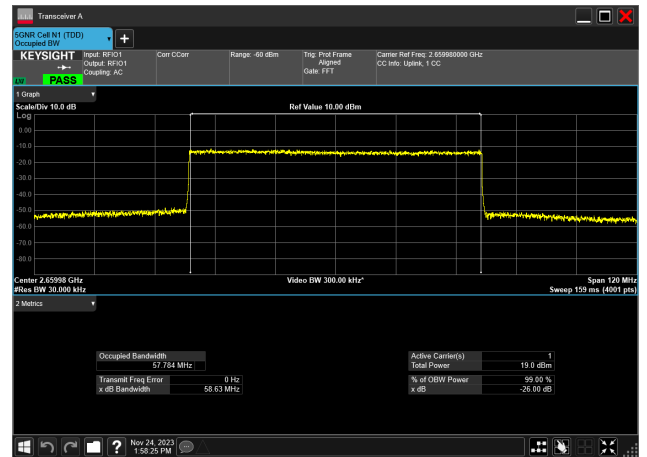 Transceiver A
5GNR Cell N1 (TDD)
Occupied BW
KEYSIGHT
LXI PASS
Input: RFIO1
Output: RFIO1
Coupling: AC
Corr CCorr
Range: -60 dBm
Trig: Prot Frame
Aligned
Gate: FFT
Carrier Ref Freq: 2.659980000 GHz
CC Info: Uplink, 1 CC
1 Graph
Scale/Div 10.0 dB
Ref Value 10.00 dBm
Log
0.00
-10.0
-20.0
-30.0
-40.0
-50.0
-60.0
-70.0
-80.0
Center 2.65998 GHz
Video BW 300.00 kHz*
Span 120 MHz
#Res BW 30.000 kHz
Sweep 159 ms (4001 pts)
2 Metrics
Occupied Bandwidth
57.784 MHz
Transmit Freq Error 0 Hz
x dB Bandwidth 58.63 MHz
Active Carrier(s) 1
Total Power 19.0 dBm
% of OBW Power 99.00 %
x dB -26.00 dB
? Nov 24, 2023
1:58:25 PM